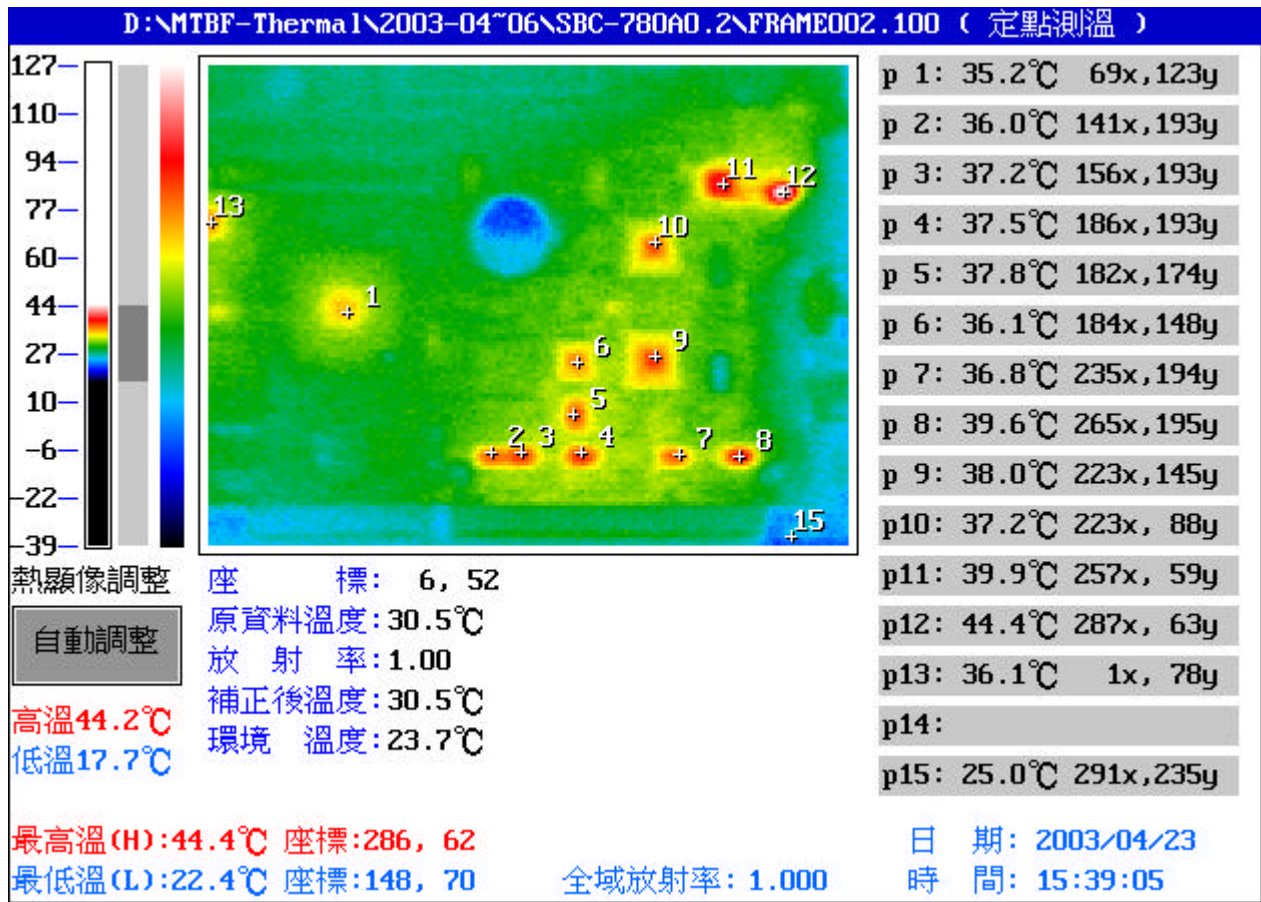 D:\MTBF-Thermal\2003-04~06\SBC-780A0.2\FRAME002.100 ( 定點測溫 )
127
110
94
77
60
44
27
10
-6
-22
-39
熱顯像調整
自動調整
高溫44.2℃
低溫17.7℃
11
12
13
10
1
9
6
5
2
3
4
7
8
15
座 標: 6, 52
原資料溫度:30.5℃
放 射 率:1.00
補正後溫度:30.5℃
環境 溫度:23.7℃
p 1: 35.2℃ 69x,123y
p 2: 36.0℃ 141x,193y
p 3: 37.2℃ 156x,193y
p 4: 37.5℃ 186x,193y
p 5: 37.8℃ 182x,174y
p 6: 36.1℃ 184x,148y
p 7: 36.8℃ 235x,194y
p 8: 39.6℃ 265x,195y
p 9: 38.0℃ 223x,145y
p10: 37.2℃ 223x, 88y
p11: 39.9℃ 257x, 59y
p12: 44.4℃ 287x, 63y
p13: 36.1℃ 1x, 78y
p14:
p15: 25.0℃ 291x,235y
最高溫(H):44.4℃ 座標:286, 62
最低溫(L):22.4℃ 座標:148, 70
全域放射率: 1.000
日 期: 2003/04/23
時 間: 15:39:05